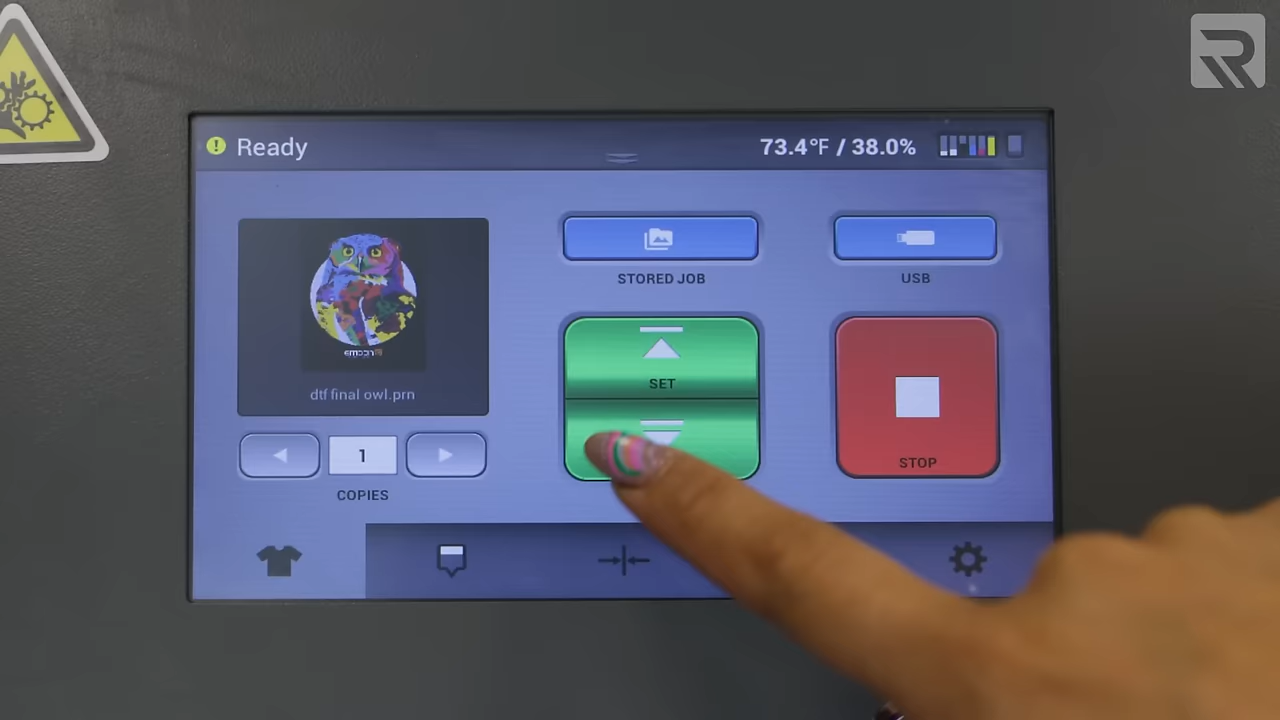 Ready
73.4°F / 38.0%
STORED JOB
USB
SET
dtf final owl.prn
1
STOP
COPIES